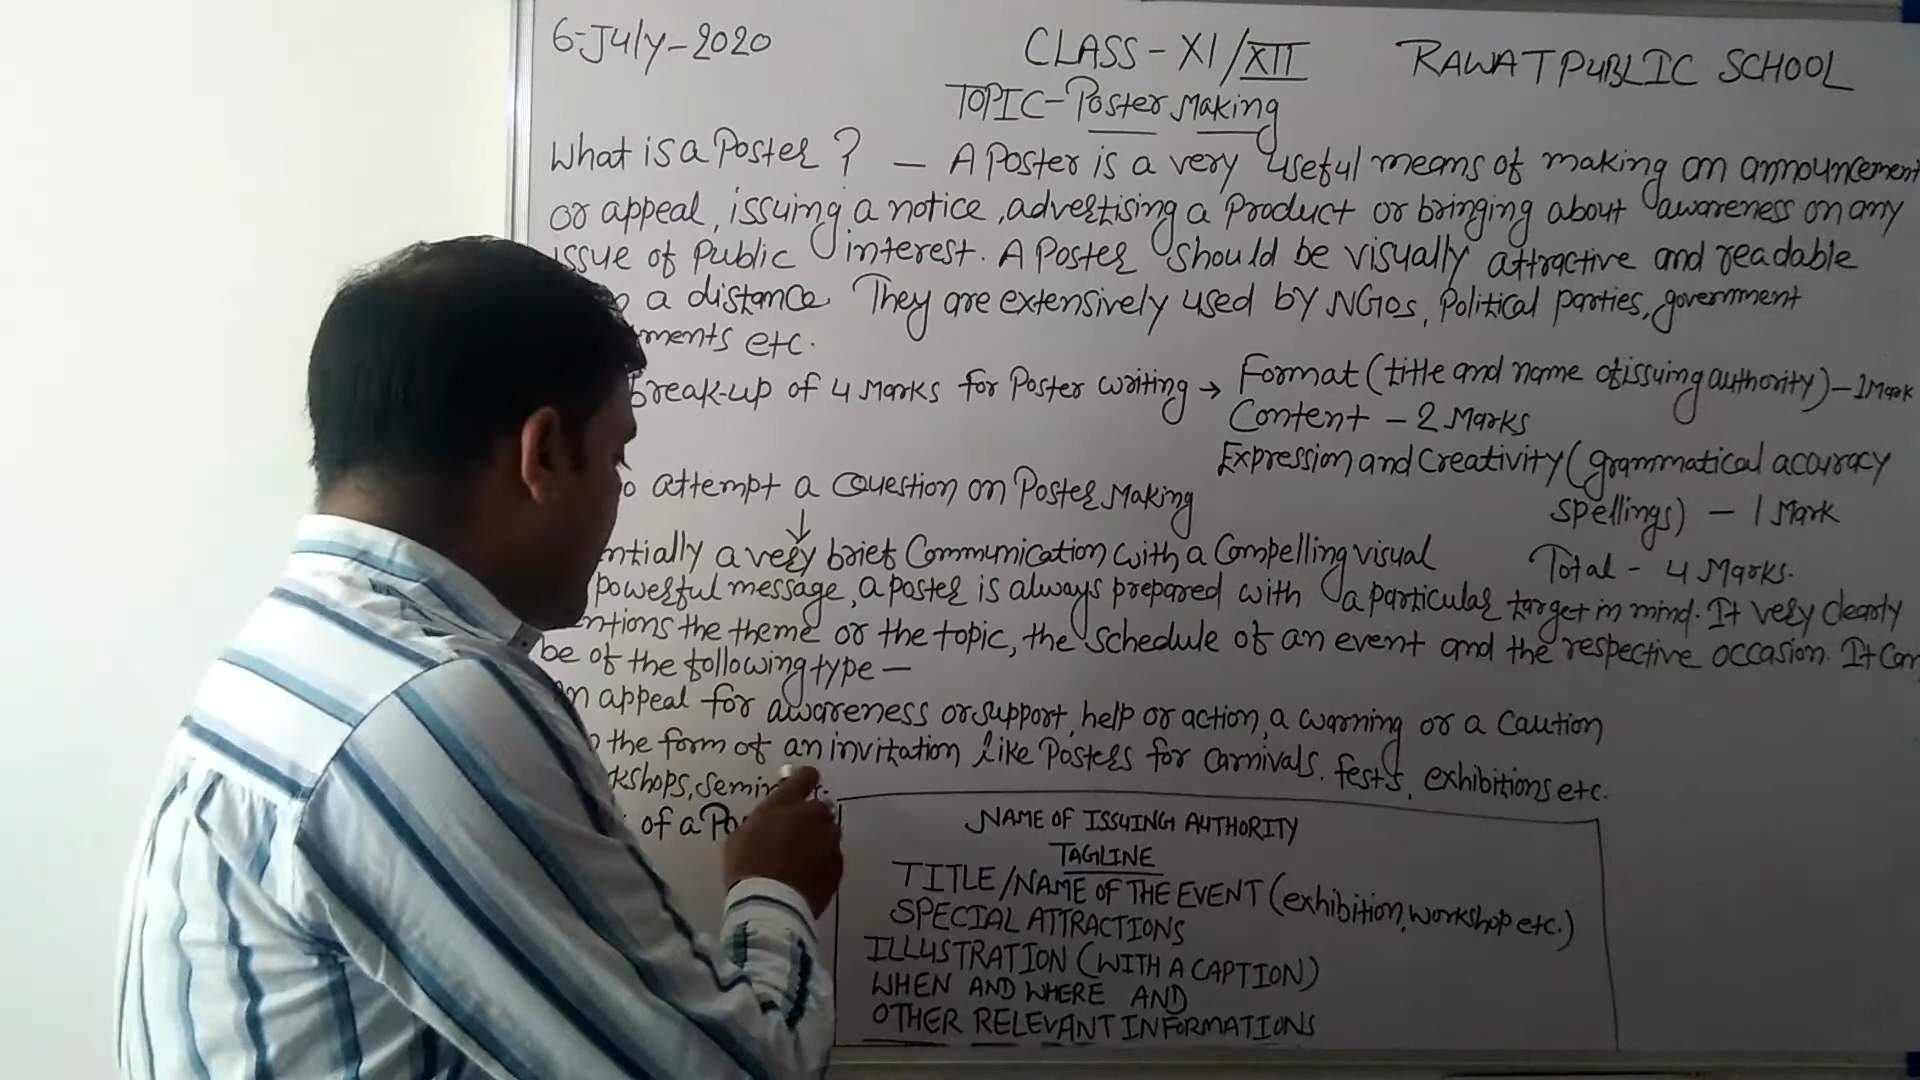 6-July-2020 CLASS-XI/XII RAWAT PUBLIC SCHOOL
TOPIC-Poster Making
What is a Poster? — A Poster is a very useful means of making an announcement
or appeal, issuing a notice, advertising a Product or bringing about awareness on any
issue of Public interest. A Poster should be visually attractive and readable
a distance They are extensively used by NGOs, Political parties, government
ments etc.
break-up of 4 Marks for Poster writing → Format (title and name of issuing authority) - 1 Mark
Content - 2 Marks
Expression and Creativity (grammatical accuracy
spellings) - 1 Mark
attempt a Question on Poster Making
↓
Total - 4 Marks.
ntially a very brief Communication with a Compelling visual
powerful message, a poster is always prepared with a particular target in mind. It very clearly
ntions the theme or the topic, the schedule of an event and the respective occasion. It can
be of the following type —
n appeal for awareness or support, help or action, a warning or a caution
the form of an invitation like Posters for Carnivals. fests, exhibitions etc.
kshops, semin
of a Po
NAME OF ISSUING AUTHORITY
TAGLINE
TITLE/NAME OF THE EVENT (exhibition, workshop etc.)
SPECIAL ATTRACTIONS
ILLUSTRATION (WITH A CAPTION)
WHEN AND WHERE AND
OTHER RELEVANT INFORMATIONS